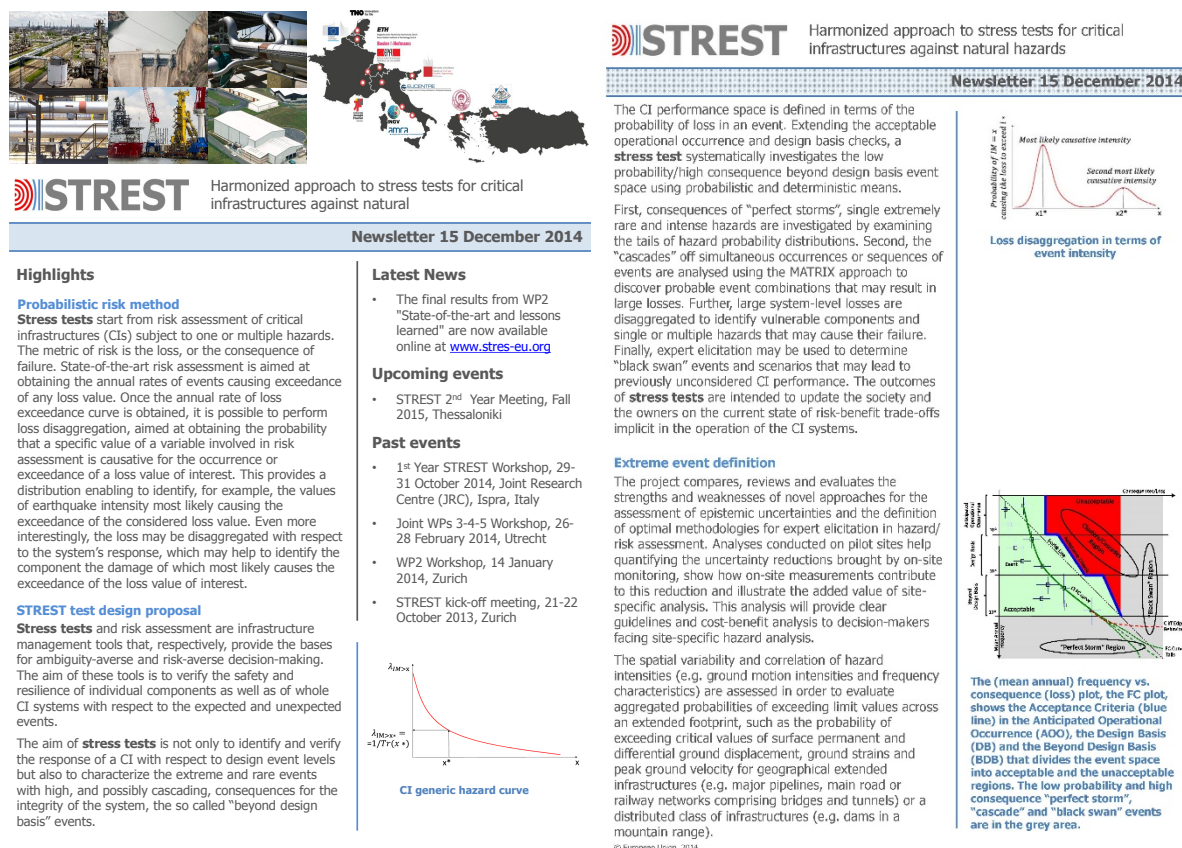 TNO
ETH
EUCENTRE
INGV
amra
STREST
Harmonized approach to stress tests for critical
infrastructures against natural
Newsletter 15 December 2014
Highlights
Probabilistic risk method
Stress tests start from risk assessment of critical
infrastructures (CIs) subject to one or multiple hazards.
The metric of risk is the loss, or the consequence of
failure. State-of-the-art risk assessment is aimed at
obtaining the annual rates of events causing exceedance
of any loss value. Once the annual rate of loss
exceedance curve is obtained, it is possible to perform
loss disaggregation, aimed at obtaining the probability
that a specific value of a variable involved in risk
assessment is causative for the occurrence or
exceedance of a loss value of interest. This provides a
distribution enabling to identify, for example, the values
of earthquake intensity most likely causing the
exceedance of the considered loss value. Even more
interestingly, the loss may be disaggregated with respect
to the system's response, which may help to identify the
component the damage of which most likely causes the
exceedance of the loss value of interest.
STREST test design proposal
Stress tests and risk assessment are infrastructure
management tools that, respectively, provide the bases
for ambiguity-averse and risk-averse decision-making.
The aim of these tools is to verify the safety and
resilience of individual components as well as of whole
CI systems with respect to the expected and unexpected
events.
The aim of stress tests is not only to identify and verify
the response of a CI with respect to design event levels
but also to characterize the extreme and rare events
with high, and possibly cascading, consequences for the
integrity of the system, the so called "beyond design
basis" events.
Latest News
• The final results from WP2
"State-of-the-art and lessons
learned" are now available
online at www.stres-eu.org
Upcoming events
• STREST 2nd Year Meeting, Fall
2015, Thessaloniki
Past events
• 1st Year STREST Workshop, 29-
31 October 2014, Joint Research
Centre (JRC), Ispra, Italy
• Joint WPs 3-4-5 Workshop, 26-
28 February 2014, Utrecht
• WP2 Workshop, 14 January
2014, Zurich
• STREST kick-off meeting, 21-22
October 2013, Zurich
λIM>x
λIM>x* =
=1/Tr(x*)
x*
x
CI generic hazard curve
STREST
Harmonized approach to stress tests for critical
infrastructures against natural hazards
Newsletter 15 December 2014
The CI performance space is defined in terms of the
probability of loss in an event. Extending the acceptable
operational occurrence and design basis checks, a
stress test systematically investigates the low
probability/high consequence beyond design basis event
space using probabilistic and deterministic means.
First, consequences of "perfect storms", single extremely
rare and intense hazards are investigated by examining
the tails of hazard probability distributions. Second, the
"cascades" off simultaneous occurrences or sequences of
events are analysed using the MATRIX approach to
discover probable event combinations that may result in
large losses. Further, large system-level losses are
disaggregated to identify vulnerable components and
single or multiple hazards that may cause their failure.
Finally, expert elicitation may be used to determine
"black swan" events and scenarios that may lead to
previously unconsidered CI performance. The outcomes
of stress tests are intended to update the society and
the owners on the current state of risk-benefit trade-offs
implicit in the operation of the CI systems.
Extreme event definition
The project compares, reviews and evaluates the
strengths and weaknesses of novel approaches for the
assessment of epistemic uncertainties and the definition
of optimal methodologies for expert elicitation in hazard/
risk assessment. Analyses conducted on pilot sites help
quantifying the uncertainty reductions brought by on-site
monitoring, show how on-site measurements contribute
to this reduction and illustrate the added value of site-
specific analysis. This analysis will provide clear
guidelines and cost-benefit analysis to decision-makers
facing site-specific hazard analysis.
The spatial variability and correlation of hazard
intensities (e.g. ground motion intensities and frequency
characteristics) are assessed in order to evaluate
aggregated probabilities of exceeding limit values across
an extended footprint, such as the probability of
exceeding critical values of surface permanent and
differential ground displacement, ground strains and
peak ground velocity for geographical extended
infrastructures (e.g. major pipelines, main road or
railway networks comprising bridges and tunnels) or a
distributed class of infrastructures (e.g. dams in a
mountain range).
© European Union, 2014
Probability of IM = x
causing the loss to exceed l*
Most likely causative intensity
Second most likely
causative intensity
x1*
x2*
x
Loss disaggregation in terms of
event intensity
Consequences/Loss
Unacceptable
Region
Event
Acceptable
"Black Swan" Region
"Perfect Storm" Region
The (mean annual) frequency vs.
consequence (loss) plot, the FC plot,
shows the Acceptance Criteria (blue
line) in the Anticipated Operational
Occurrence (AOO), the Design Basis
(DB) and the Beyond Design Basis
(BDB) that divides the event space
into acceptable and the unacceptable
regions. The low probability and high
consequence "perfect storm",
"cascade" and "black swan" events
are in the grey area.